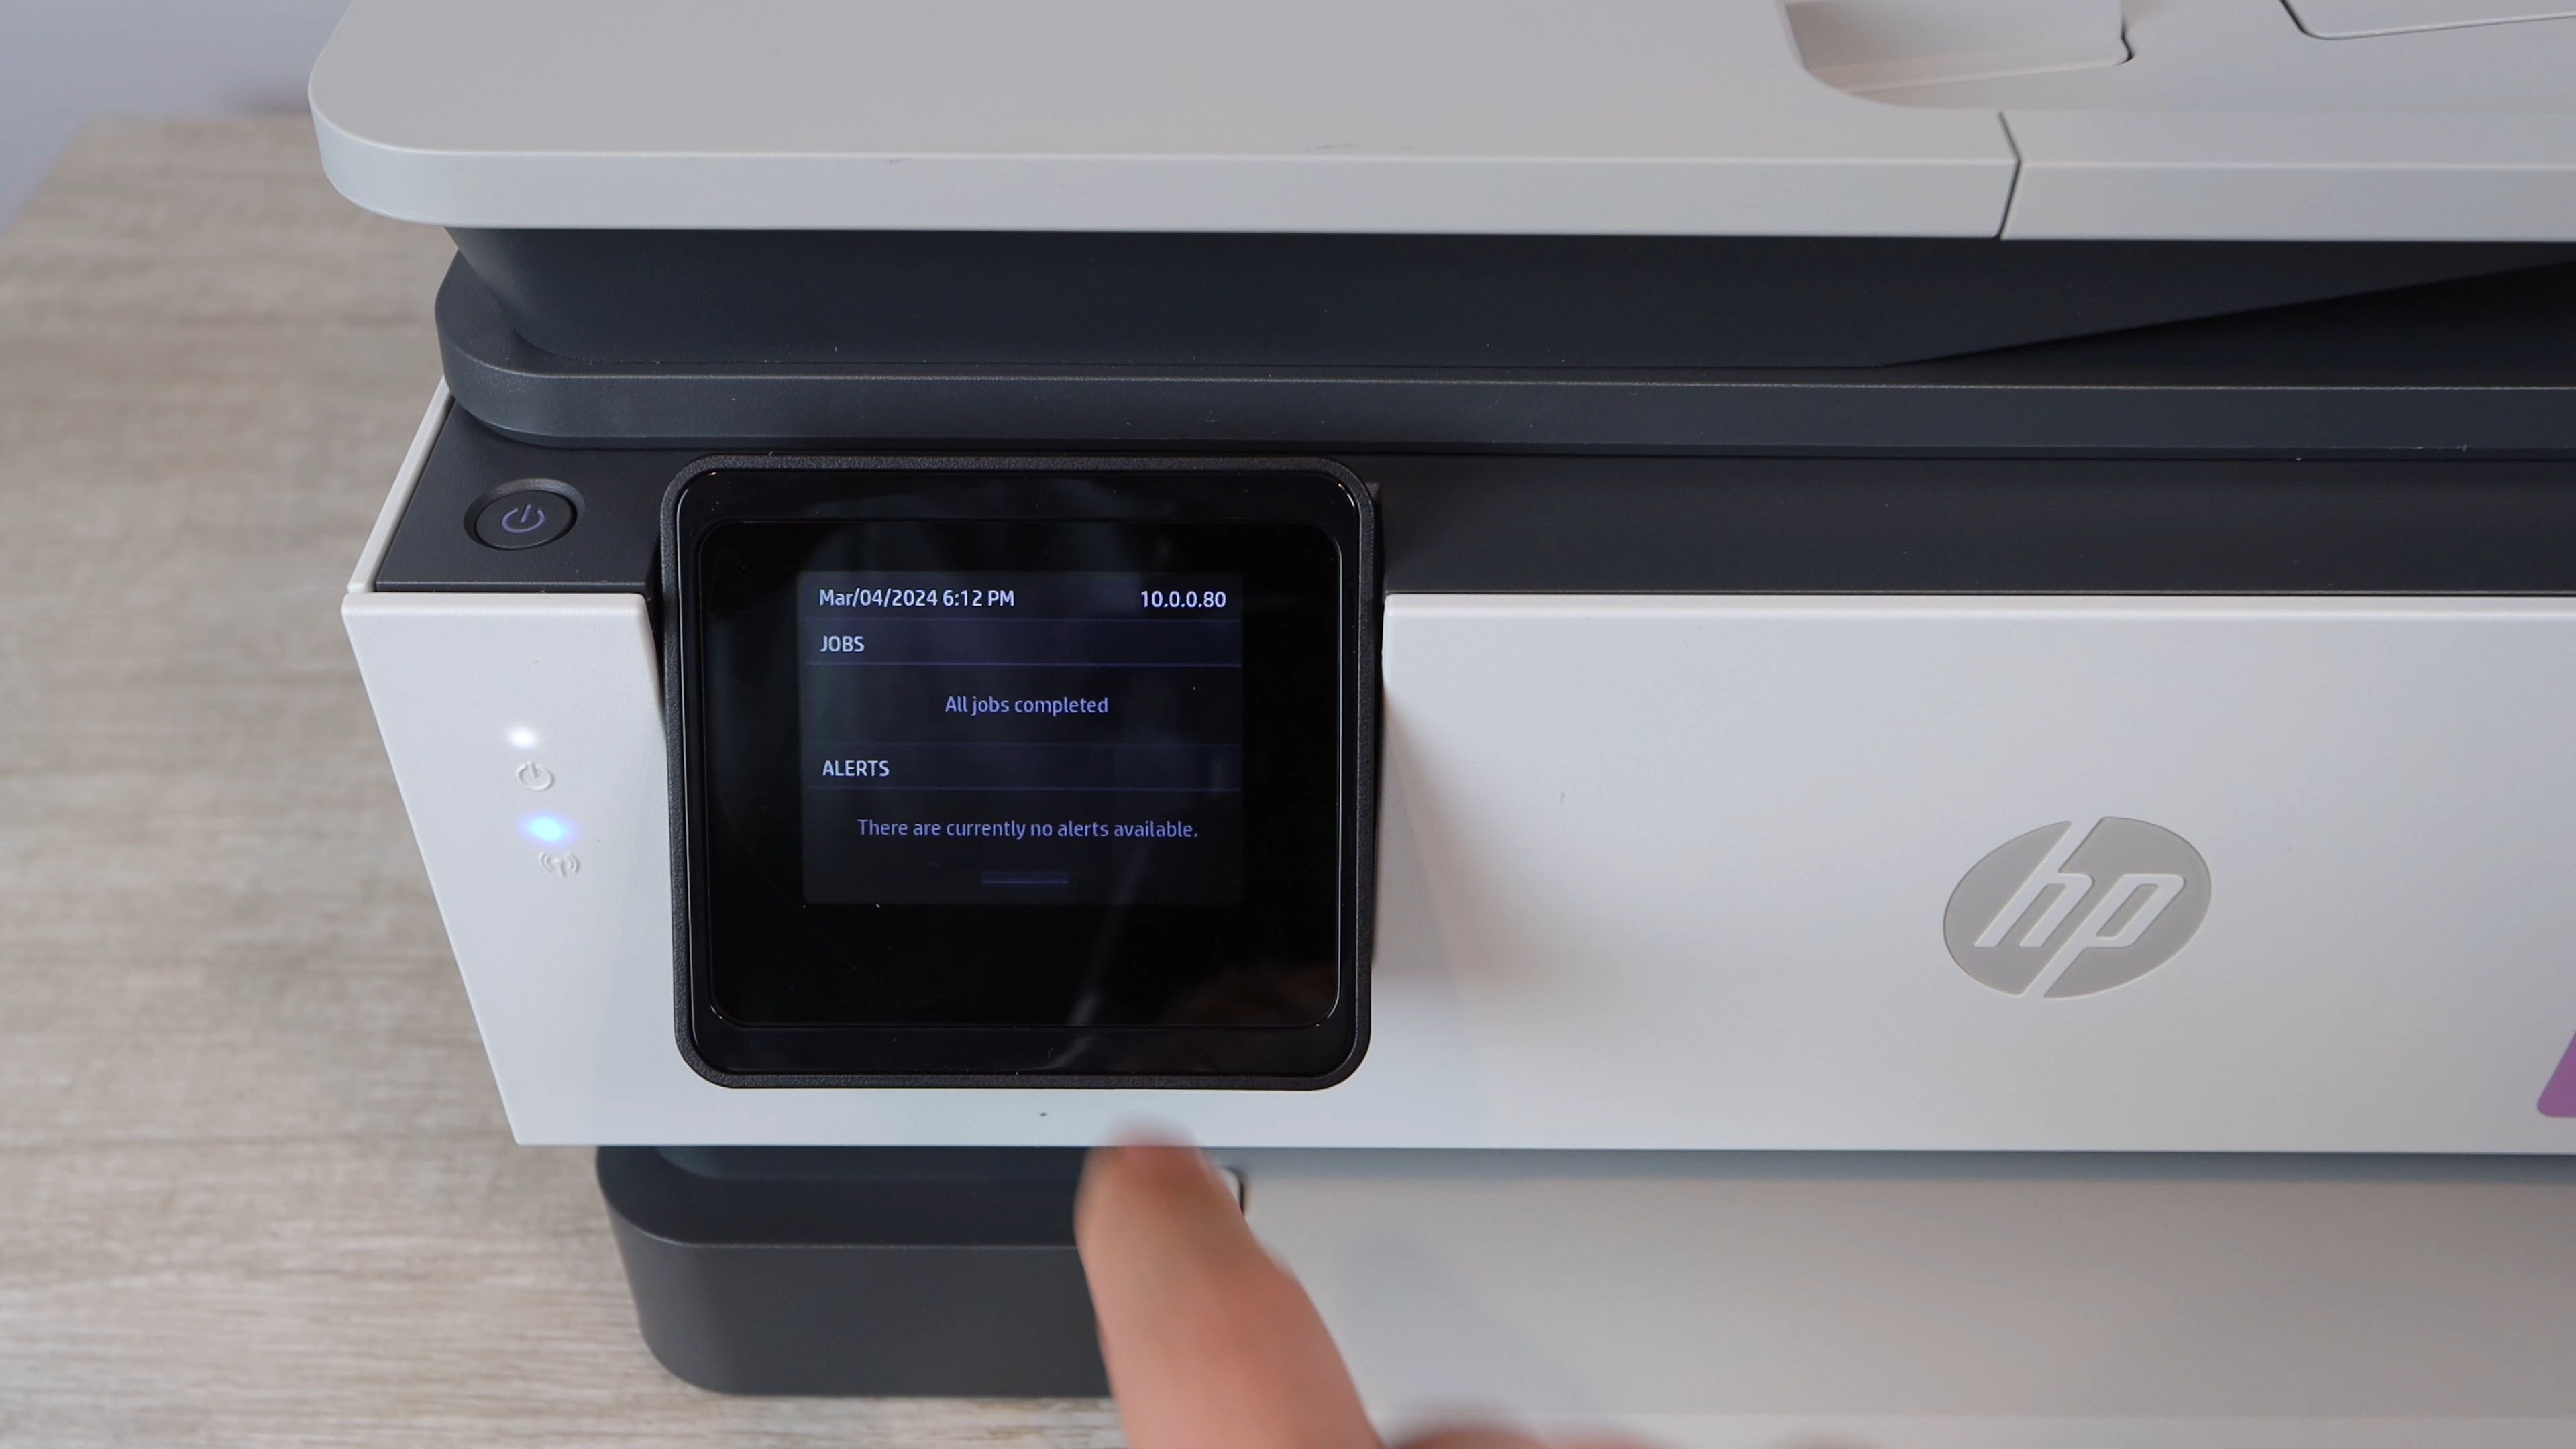 Mar/04/2024 6:12 PM 10.0.0.80
JOBS
All jobs completed
ALERTS
There are currently no alerts available.
hp